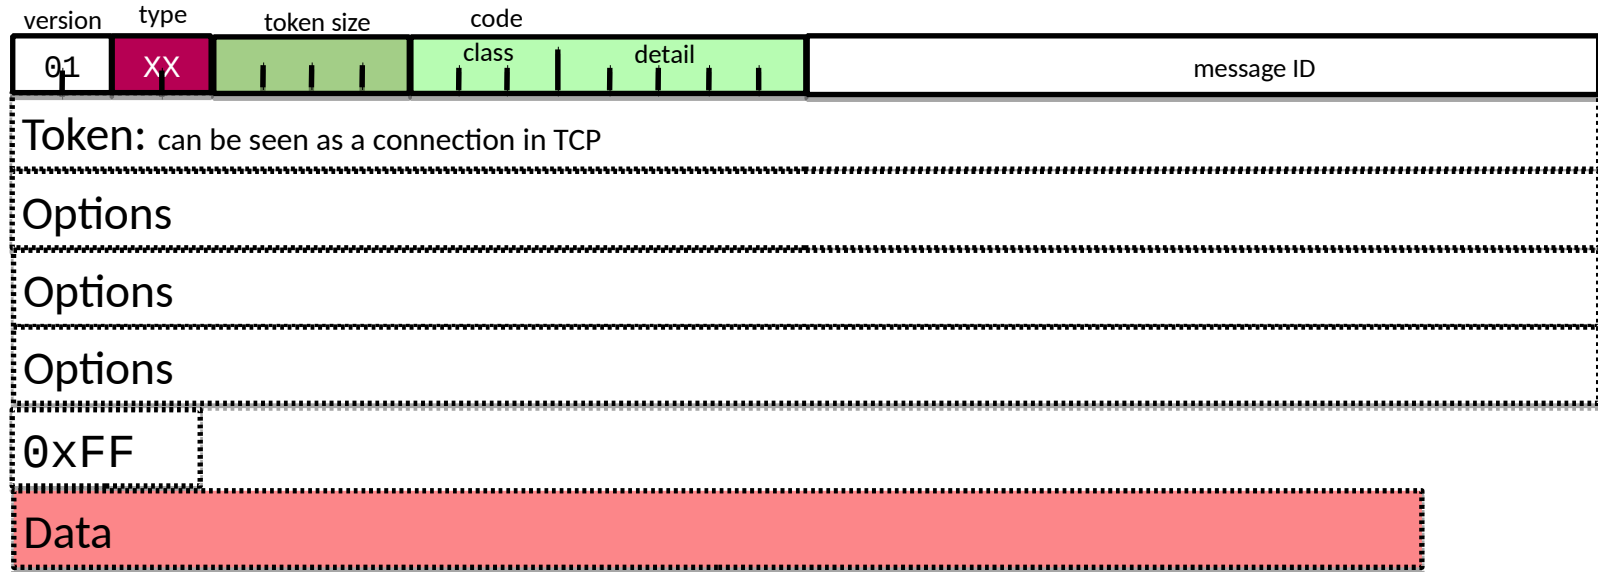 version type token size code
01 XX class detail message ID
Token: can be seen as a connection in TCP
Options
Options
Options
0xFF
Data